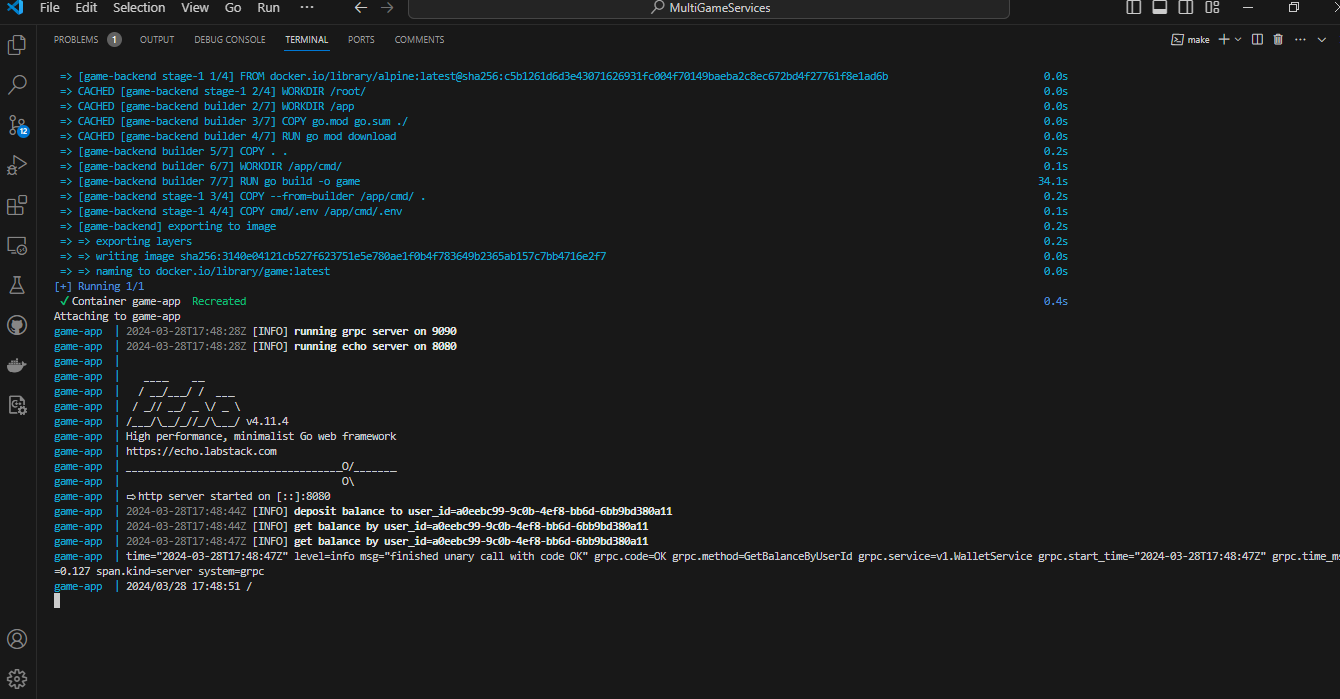 File Edit Selection View Go Run ··· MultiGameServices
PROBLEMS 1 OUTPUT DEBUG CONSOLE TERMINAL PORTS COMMENTS make
=> [game-backend stage-1 1/4] FROM docker.io/library/alpine:latest@sha256:c5b1261d6d3e43071626931fc004f70149baeba2c8ec672bd4f27761f8e1ad6b 0.0s
=> CACHED [game-backend stage-1 2/4] WORKDIR /root/ 0.0s
=> CACHED [game-backend builder 2/7] WORKDIR /app 0.0s
=> CACHED [game-backend builder 3/7] COPY go.mod go.sum ./ 0.0s
=> CACHED [game-backend builder 4/7] RUN go mod download 0.0s
=> [game-backend builder 5/7] COPY . . 0.2s
=> [game-backend builder 6/7] WORKDIR /app/cmd/ 0.1s
=> [game-backend builder 7/7] RUN go build -o game 34.1s
=> [game-backend stage-1 3/4] COPY --from=builder /app/cmd/ . 0.2s
=> [game-backend stage-1 4/4] COPY cmd/.env /app/cmd/.env 0.1s
=> [game-backend] exporting to image 0.2s
=> => exporting layers 0.2s
=> => writing image sha256:3140e04121cb527f623751e5e780ae1f0b4f783649b2365ab157c7bb4716e2f7 0.0s
=> => naming to docker.io/library/game:latest 0.0s
[+] Running 1/1
✓Container game-app Recreated 0.4s
Attaching to game-app
game-app | 2024-03-28T17:48:28Z [INFO] running grpc server on 9090
game-app | 2024-03-28T17:48:28Z [INFO] running echo server on 8080
game-app |
game-app |    ____    __
game-app |   / __/___/ /  ___
game-app |  / _// __/ _ \/ _ \
game-app | /___/\__/_//_/\___/ v4.11.4
game-app | High performance, minimalist Go web framework
game-app | https://echo.labstack.com
game-app | ____________________________________O/_______
game-app |                                     O\
game-app | ⇨ http server started on [::]:8080
game-app | 2024-03-28T17:48:44Z [INFO] deposit balance to user_id=a0eebc99-9c0b-4ef8-bb6d-6bb9bd380a11
game-app | 2024-03-28T17:48:44Z [INFO] get balance by user_id=a0eebc99-9c0b-4ef8-bb6d-6bb9bd380a11
game-app | 2024-03-28T17:48:47Z [INFO] get balance by user_id=a0eebc99-9c0b-4ef8-bb6d-6bb9bd380a11
game-app | time="2024-03-28T17:48:47Z" level=info msg="finished unary call with code OK" grpc.code=OK grpc.method=GetBalanceByUserId grpc.service=v1.WalletService grpc.start_time="2024-03-28T17:48:47Z" grpc.time_ms
=0.127 span.kind=server system=grpc
game-app | 2024/03/28 17:48:51 /
12